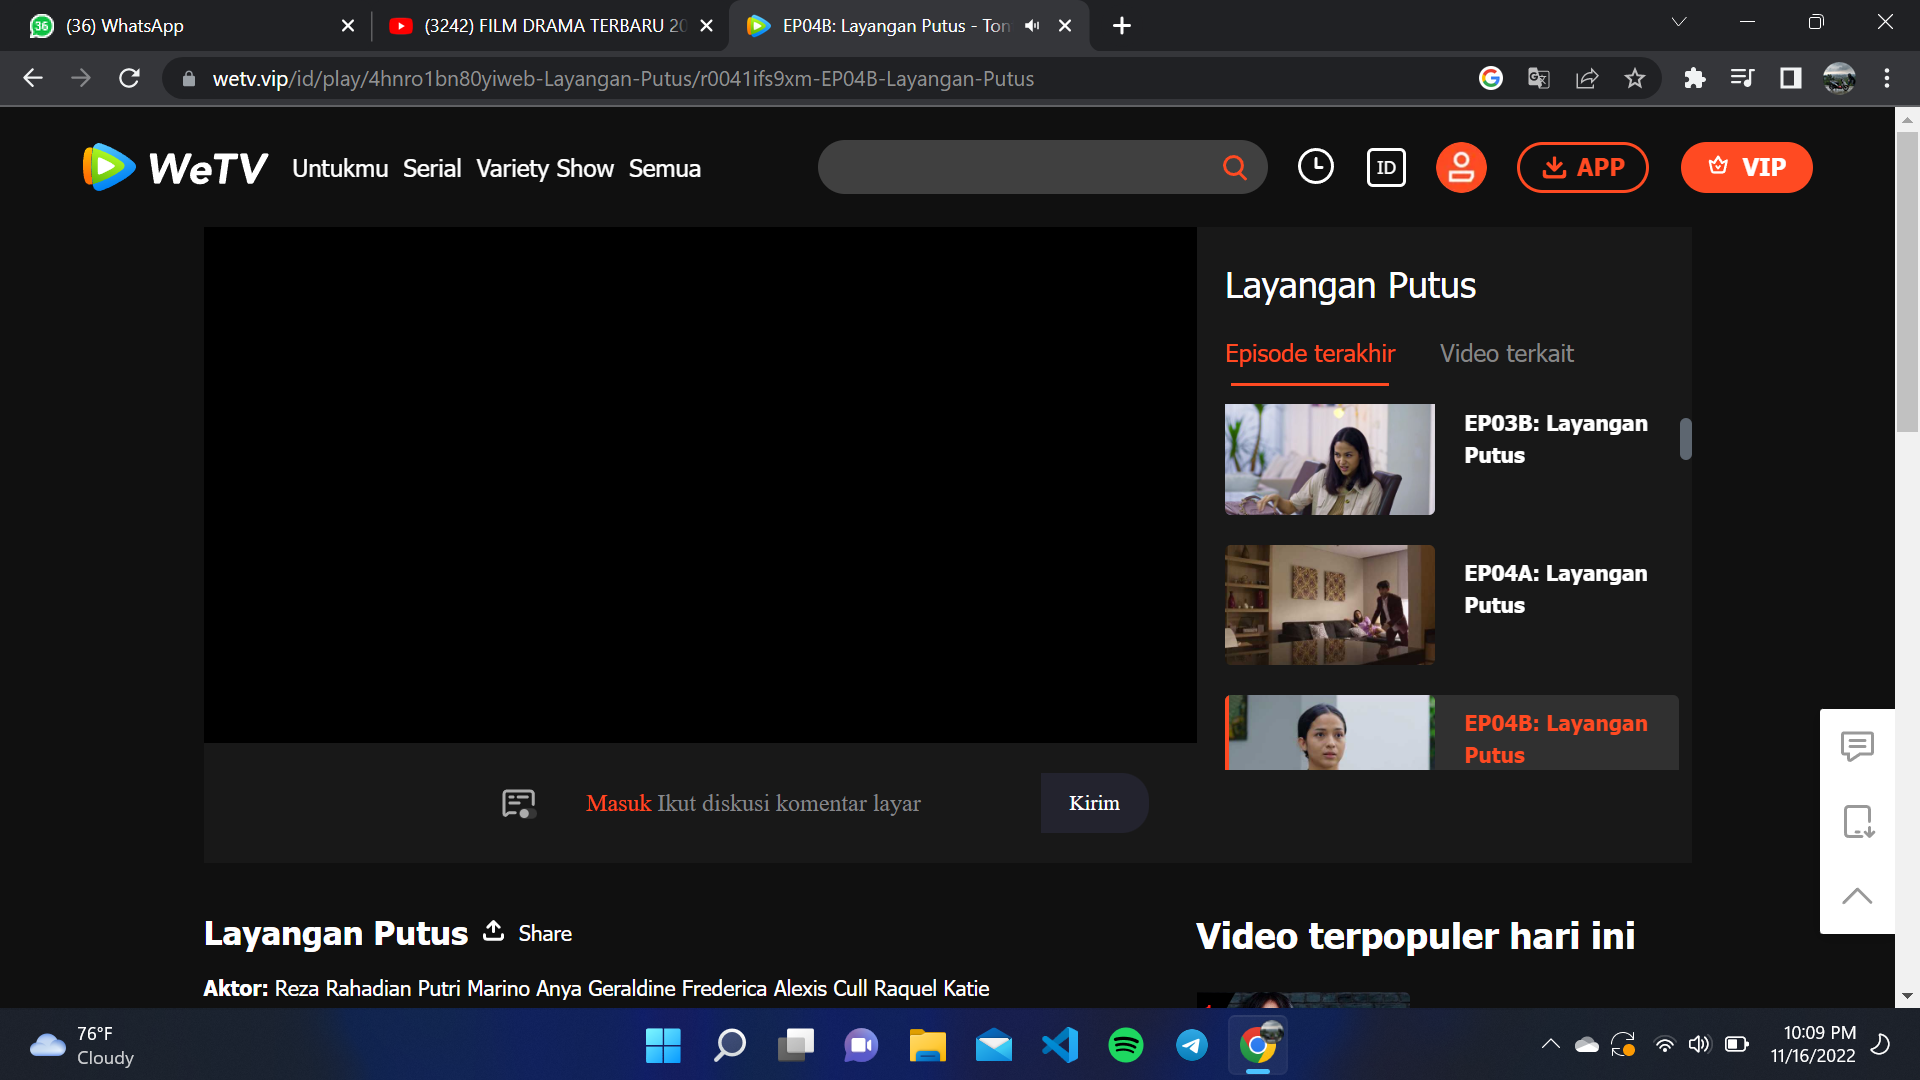 36
(36) WhatsApp
(3242) FILM DRAMA TERBARU 20
EP04B: Layangan Putus - Ton
wetv.vip/id/play/4hnro1bn80yiweb-Layangan-Putus/r0041ifs9xm-EP04B-Layangan-Putus
WeTV
Untukmu Serial Variety Show Semua
ID
APP
VIP
Layangan Putus
Episode terakhir
Video terkait
EP03B: Layangan
Putus
EP04A: Layangan
Putus
EP04B: Layangan
Putus
Masuk Ikut diskusi komentar layar
Kirim
Layangan Putus
Share
Aktor: Reza Rahadian Putri Marino Anya Geraldine Frederica Alexis Cull Raquel Katie
Video terpopuler hari ini
76°F
Cloudy
10:09 PM
11/16/2022